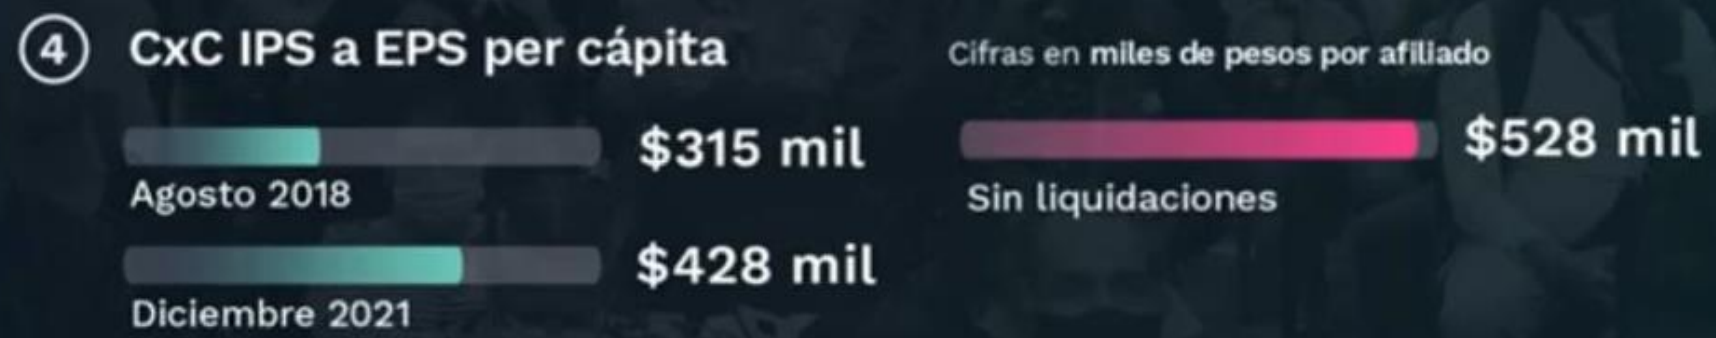 4 CxC IPS a EPS per cápita
Cifras en miles de pesos por afiliado
$315 mil
Agosto 2018
$428 mil
Diciembre 2021
$528 mil
Sin liquidaciones